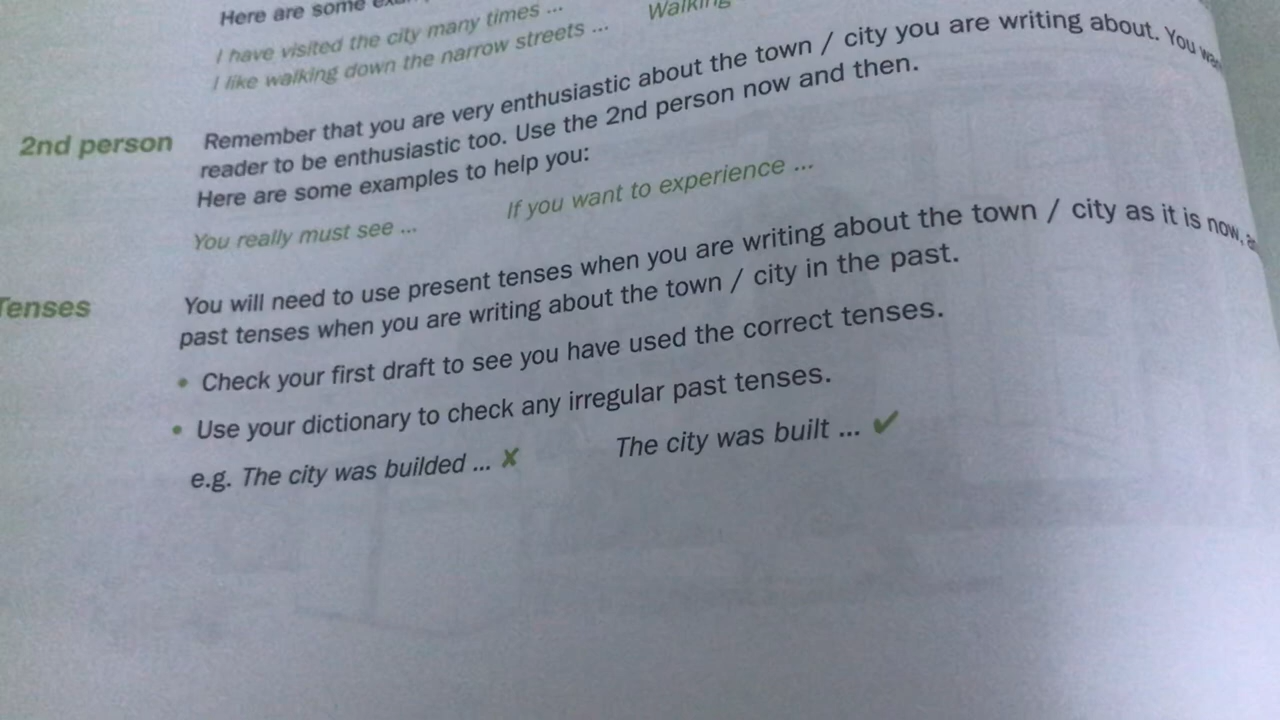 Here are some
I have visited the city many times ...
Walking
I like walking down the narrow streets ...
2nd person
Remember that you are very enthusiastic about the town / city you are writing about. You
reader to be enthusiastic too. Use the 2nd person now and then.
Here are some examples to help you:
You really must see ...
If you want to experience ...
Tenses
You will need to use present tenses when you are writing about the town / city as it is now,
past tenses when you are writing about the town / city in the past.
• Check your first draft to see you have used the correct tenses.
• Use your dictionary to check any irregular past tenses.
e.g. The city was builded ... ✘
The city was built ... ✔